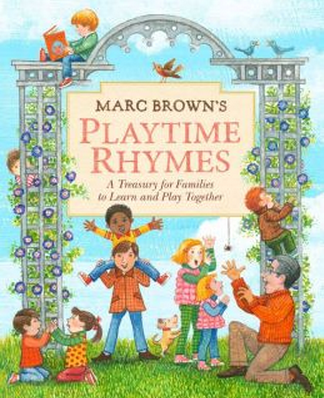 MARC BROWN'S
PLAYTIME
RHYMES
A Treasury for Families
to Learn and Play Together